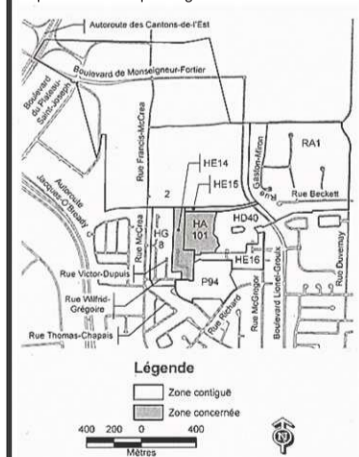 Autoroute des Cantons-de-l'Est
Boulevard de Monseigneur-Fortier
Boulevard
du Plateau-
Saint-Joseph
Autoroute
Jacques-O'Bready
Rue Francis-McCrea
HE14
2
HE15
Gaston-Miron
Rue
RA1
Rue Beckett
Rue McCrea
HG
a
HA
101
HD40
HE16
P94
Rue Victor-Dupuis
Rue Wilfrid-
Grégoire
Rue Thomas-Chapais
Rue Richard
Rue McGregor
Boulevard Lionel-Groulx
Rue Duvernay
Légende
Zone contiguë
Zone concernée
400 200 0 400
Mètres
N